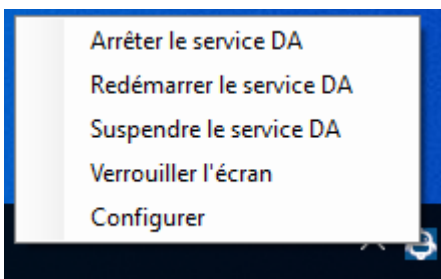 Arrêter le service DA
Redémarrer le service DA
Suspendre le service DA
Verrouiller l'écran
Configurer